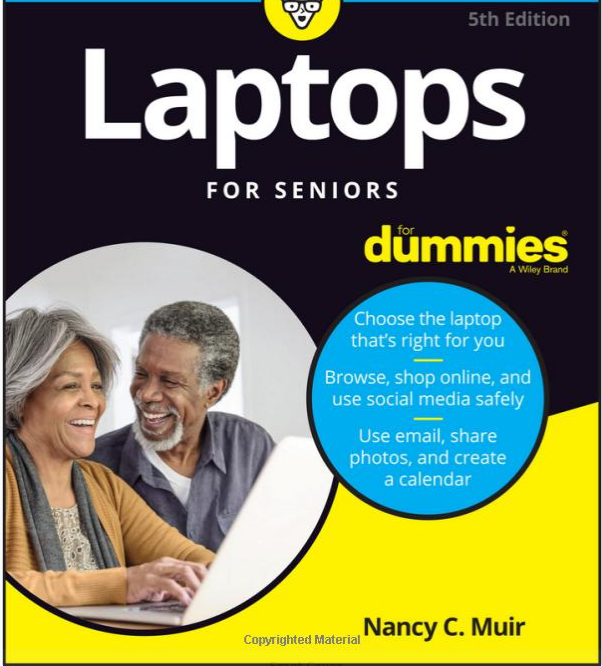 5th Edition
Laptops
FOR SENIORS
for
dummies®
A Wiley Brand
Choose the laptop
that's right for you
Browse, shop online, and
use social media safely
Use email, share
photos, and create
a calendar
Nancy C. Muir
Copyrighted Material